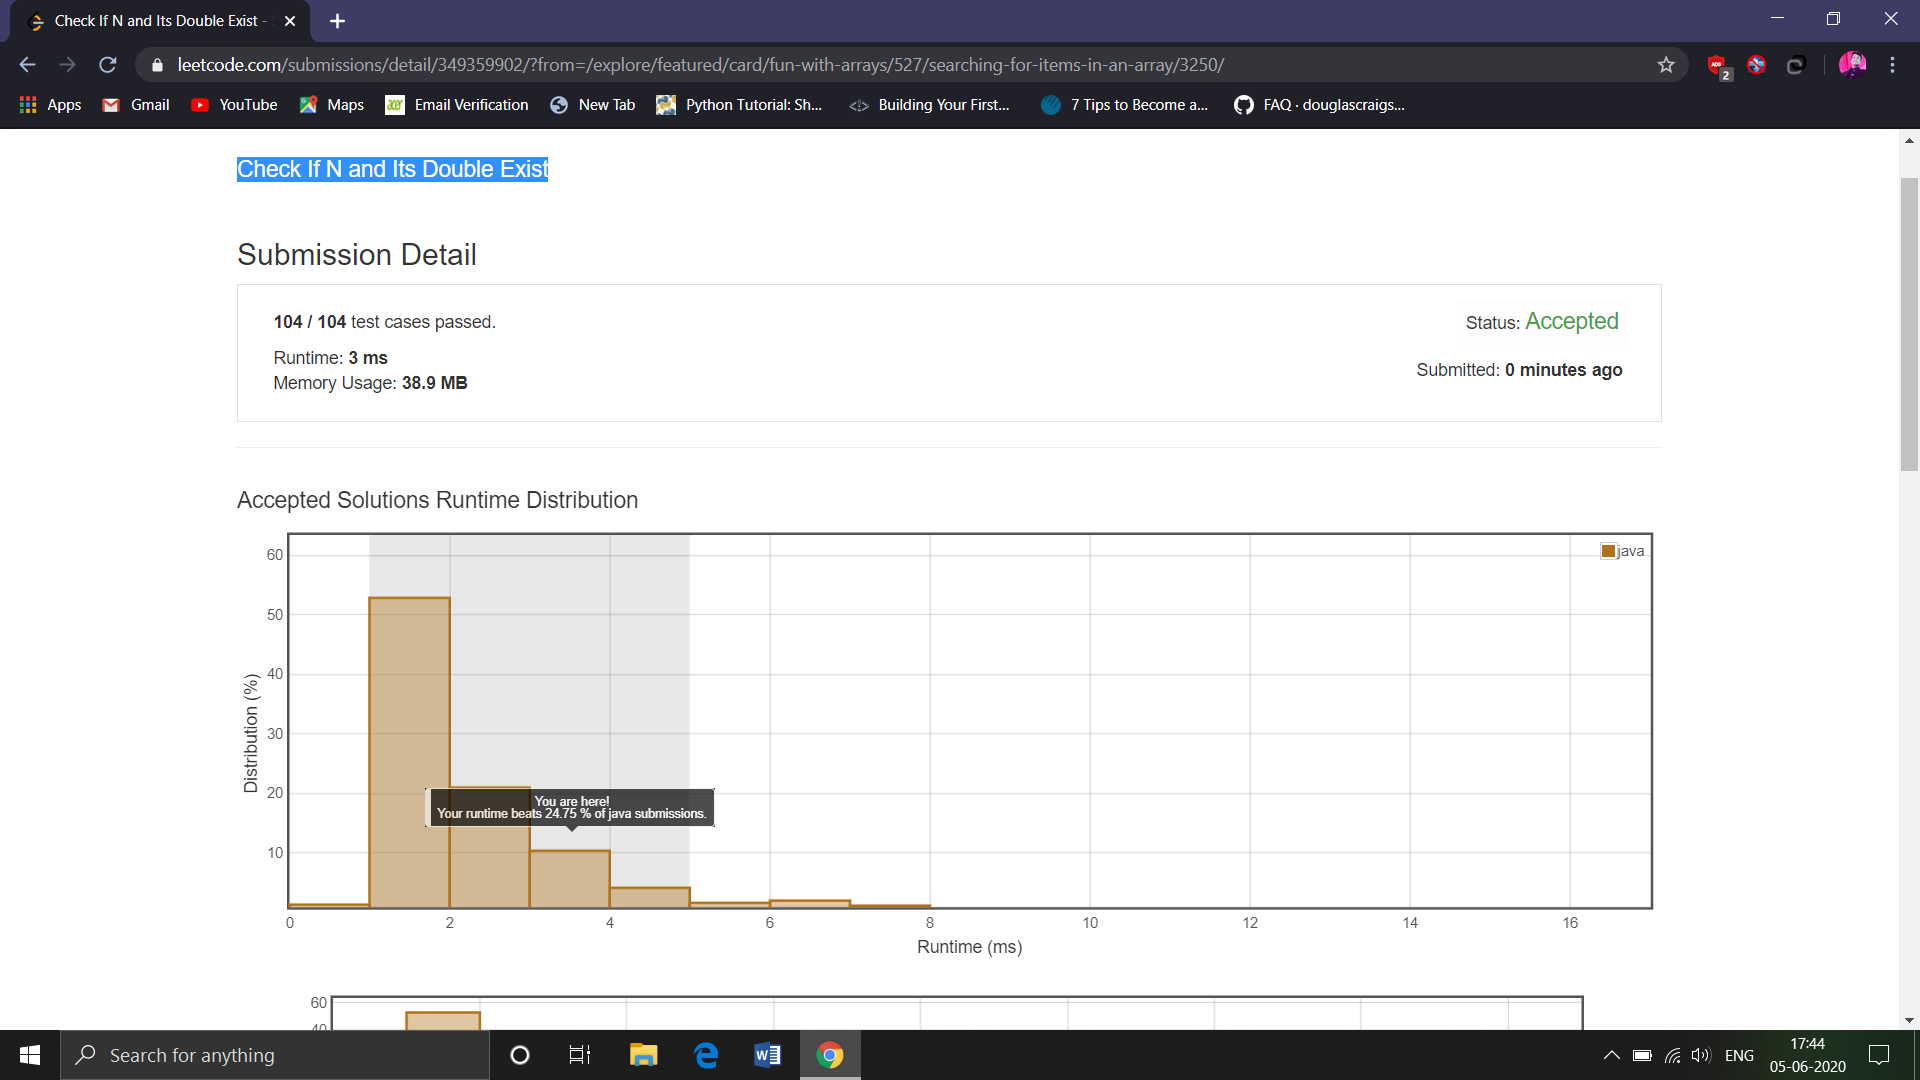 Check If N and Its Double Exist -
leetcode.com/submissions/detail/349359902/?from=/explore/featured/card/fun-with-arrays/527/searching-for-items-in-an-array/3250/
ADS
2
Apps
Gmail
YouTube
Maps
acer
Email Verification
New Tab
Python Tutorial: Sh...
Building Your First...
7 Tips to Become a...
FAQ · douglascraigs...
Check If N and Its Double Exist
Submission Detail
104 / 104 test cases passed.
Status: Accepted
Runtime: 3 ms
Submitted: 0 minutes ago
Memory Usage: 38.9 MB
Accepted Solutions Runtime Distribution
java
60
50
40
30
20
10
Distribution (%)
You are here!
Your runtime beats 24.75 % of java submissions.
0 2 4 6 8 10 12 14 16
Runtime (ms)
60
40
Search for anything
W
ENG
17:44
05-06-2020